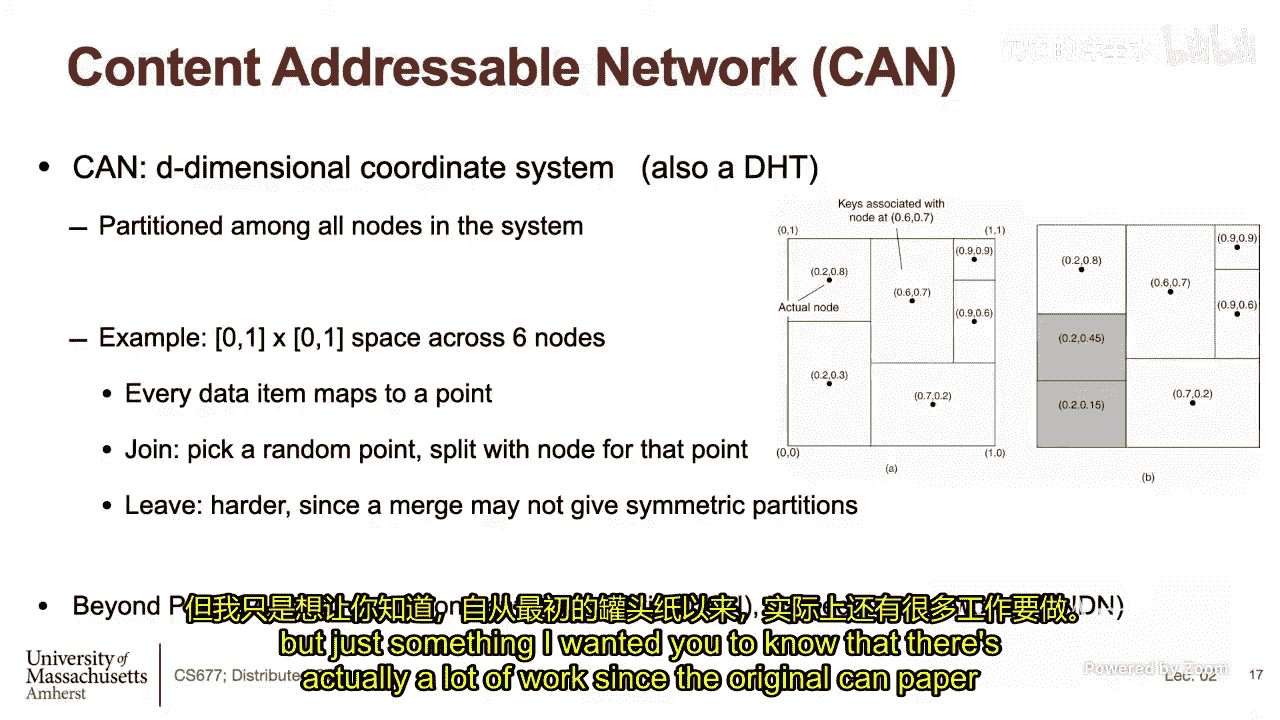 Content Addressable Network (CAN)
• CAN: d-dimensional coordinate system (also a DHT)
– Partitioned among all nodes in the system
– Example: [0,1] x [0,1] space across 6 nodes
• Every data item maps to a point
• Join: pick a random point, split with node for that point
• Leave: harder, since a merge may not give symmetric partitions
Keys associated with
node at (0.6,0.7)
(0,1)
(1,1)
(0.2,0.8)
(0.9,0.9)
(0.6,0.7)
Actual node
(0.9,0.6)
(0.2,0.3)
(0.7,0.2)
(0,0)
(1,0)
(a)
(0.2,0.8)
(0.9,0.9)
(0.6,0.7)
(0.9,0.6)
(0.2,0.45)
(0.2,0.15)
(0.7,0.2)
(b)
• Beyond
但我只是想让你知道，自从最初的罐头纸以来，实际上还有很多工作要做。
but just something I wanted you to know that there's
actually a lot of work since the original can paper
University of
Massachusetts
Amherst
CS677; Distribute
Powered by Zoom
Lec. 02
17
bilibili